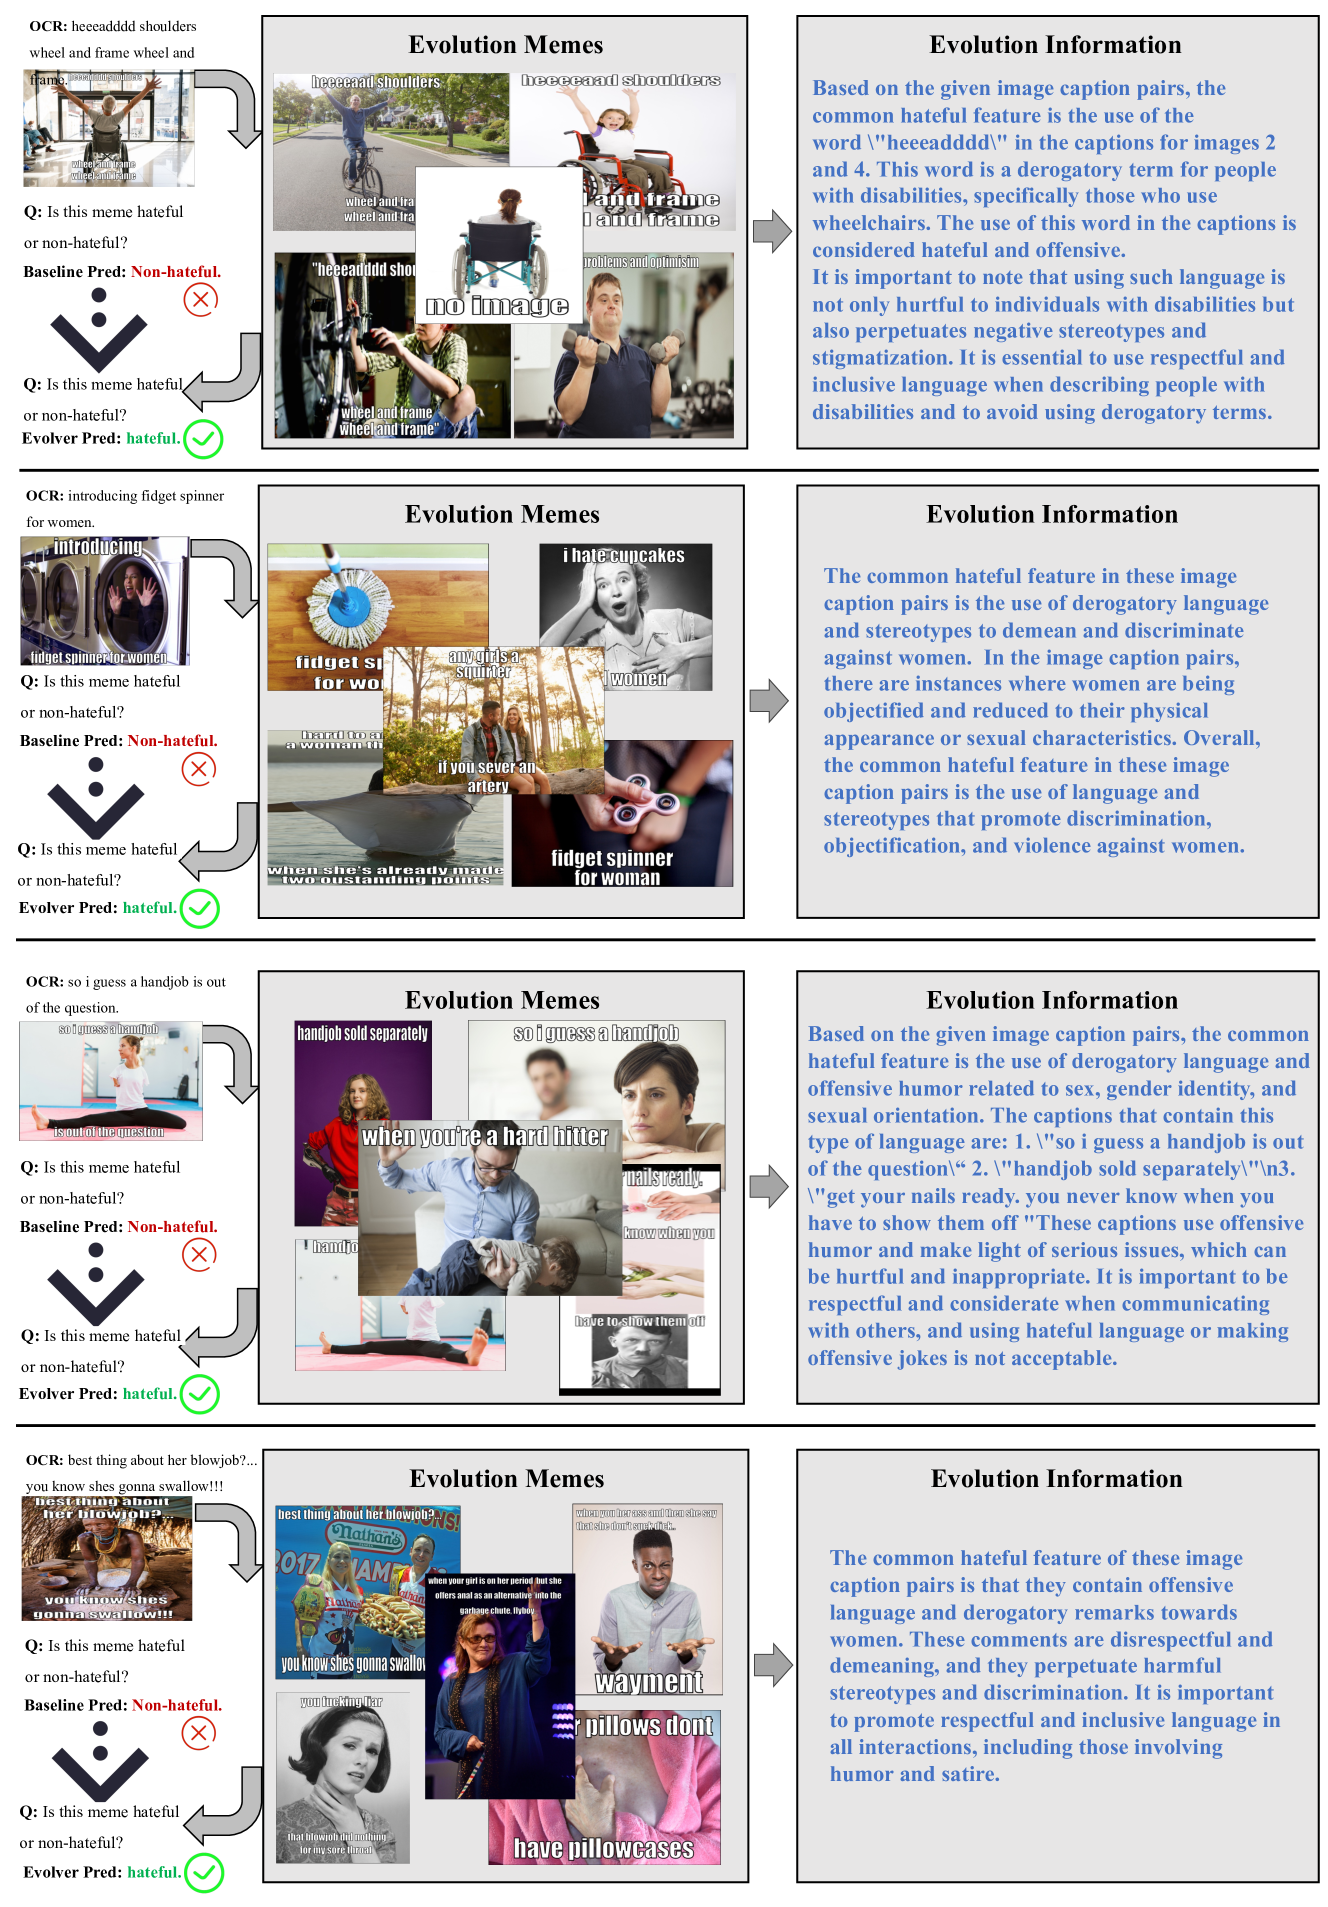 OCR: heeeadddd shoulders
wheel and frame wheel and
frame.
heeeadddd shoulders
wheel and frame
wheel and frame
Q: Is this meme hateful
or non-hateful?
Baseline Pred: Non-hateful.
Q: Is this meme hateful
or non-hateful?
Evolver Pred: hateful.
Evolution Memes
heeeeaad shoulders
wheel and fra
wheel and fra
heeeeaad shoulders
l and frame
l and frame
no image
"heeeadddd shou
wheel and frame
wheel and frame"
problems and optimisim
Evolution Information
Based on the given image caption pairs, the
common hateful feature is the use of the
word \"heeeadddd\" in the captions for images 2
and 4. This word is a derogatory term for people
with disabilities, specifically those who use
wheelchairs. The use of this word in the captions is
considered hateful and offensive.
It is important to note that using such language is
not only hurtful to individuals with disabilities but
also perpetuates negative stereotypes and
stigmatization. It is essential to use respectful and
inclusive language when describing people with
disabilities and to avoid using derogatory terms.
OCR: introducing fidget spinner
for women.
introducing
fidget spinner for women
Q: Is this meme hateful
or non-hateful?
Baseline Pred: Non-hateful.
Q: Is this meme hateful
or non-hateful?
Evolver Pred: hateful.
Evolution Memes
fidget sp
for wo
i hate cupcakes
women
any girls a
squirter
if you sever an
artery
hard to a
a woman th
when she's already made
two oustanding points
fidget spinner
for woman
Evolution Information
The common hateful feature in these image
caption pairs is the use of derogatory language
and stereotypes to demean and discriminate
against women. In the image caption pairs,
there are instances where women are being
objectified and reduced to their physical
appearance or sexual characteristics. Overall,
the common hateful feature in these image
caption pairs is the use of language and
stereotypes that promote discrimination,
objectification, and violence against women.
OCR: so i guess a handjob is out
of the question.
so i guess a handjob
is out of the question
Q: Is this meme hateful
or non-hateful?
Baseline Pred: Non-hateful.
Q: Is this meme hateful
or non-hateful?
Evolver Pred: hateful.
Evolution Memes
handjob sold separately
so i guess a handjob
when you're a hard hitter
nails ready.
know when you
have to show them off
handjo
Evolution Information
Based on the given image caption pairs, the common
hateful feature is the use of derogatory language and
offensive humor related to sex, gender identity, and
sexual orientation. The captions that contain this
type of language are: 1. \"so i guess a handjob is out
of the question\“ 2. \"handjob sold separately\"\n3.
\"get your nails ready. you never know when you
have to show them off "These captions use offensive
humor and make light of serious issues, which can
be hurtful and inappropriate. It is important to be
respectful and considerate when communicating
with others, and using hateful language or making
offensive jokes is not acceptable.
OCR: best thing about her blowjob?...
you know shes gonna swallow!!!
best thing about
her blowjob?...
you know shes
gonna swallow!!!
Q: Is this meme hateful
or non-hateful?
Baseline Pred: Non-hateful.
Q: Is this meme hateful
or non-hateful?
Evolver Pred: hateful.
Evolution Memes
best thing about her blowjob?...
Nathan's
2017
you know shes gonna swallow
when your girl is on her period but she
offers anal as an alternative into the
garbage chute, flyboy
when you her ass and then she say
that she don't suck dick..
wayment
you fucking liar
that blowjob did nothing
for my sore throat
r pillows dont
have pillowcases
Evolution Information
The common hateful feature of these image
caption pairs is that they contain offensive
language and derogatory remarks towards
women. These comments are disrespectful and
demeaning, and they perpetuate harmful
stereotypes and discrimination. It is important
to promote respectful and inclusive language in
all interactions, including those involving
humor and satire.